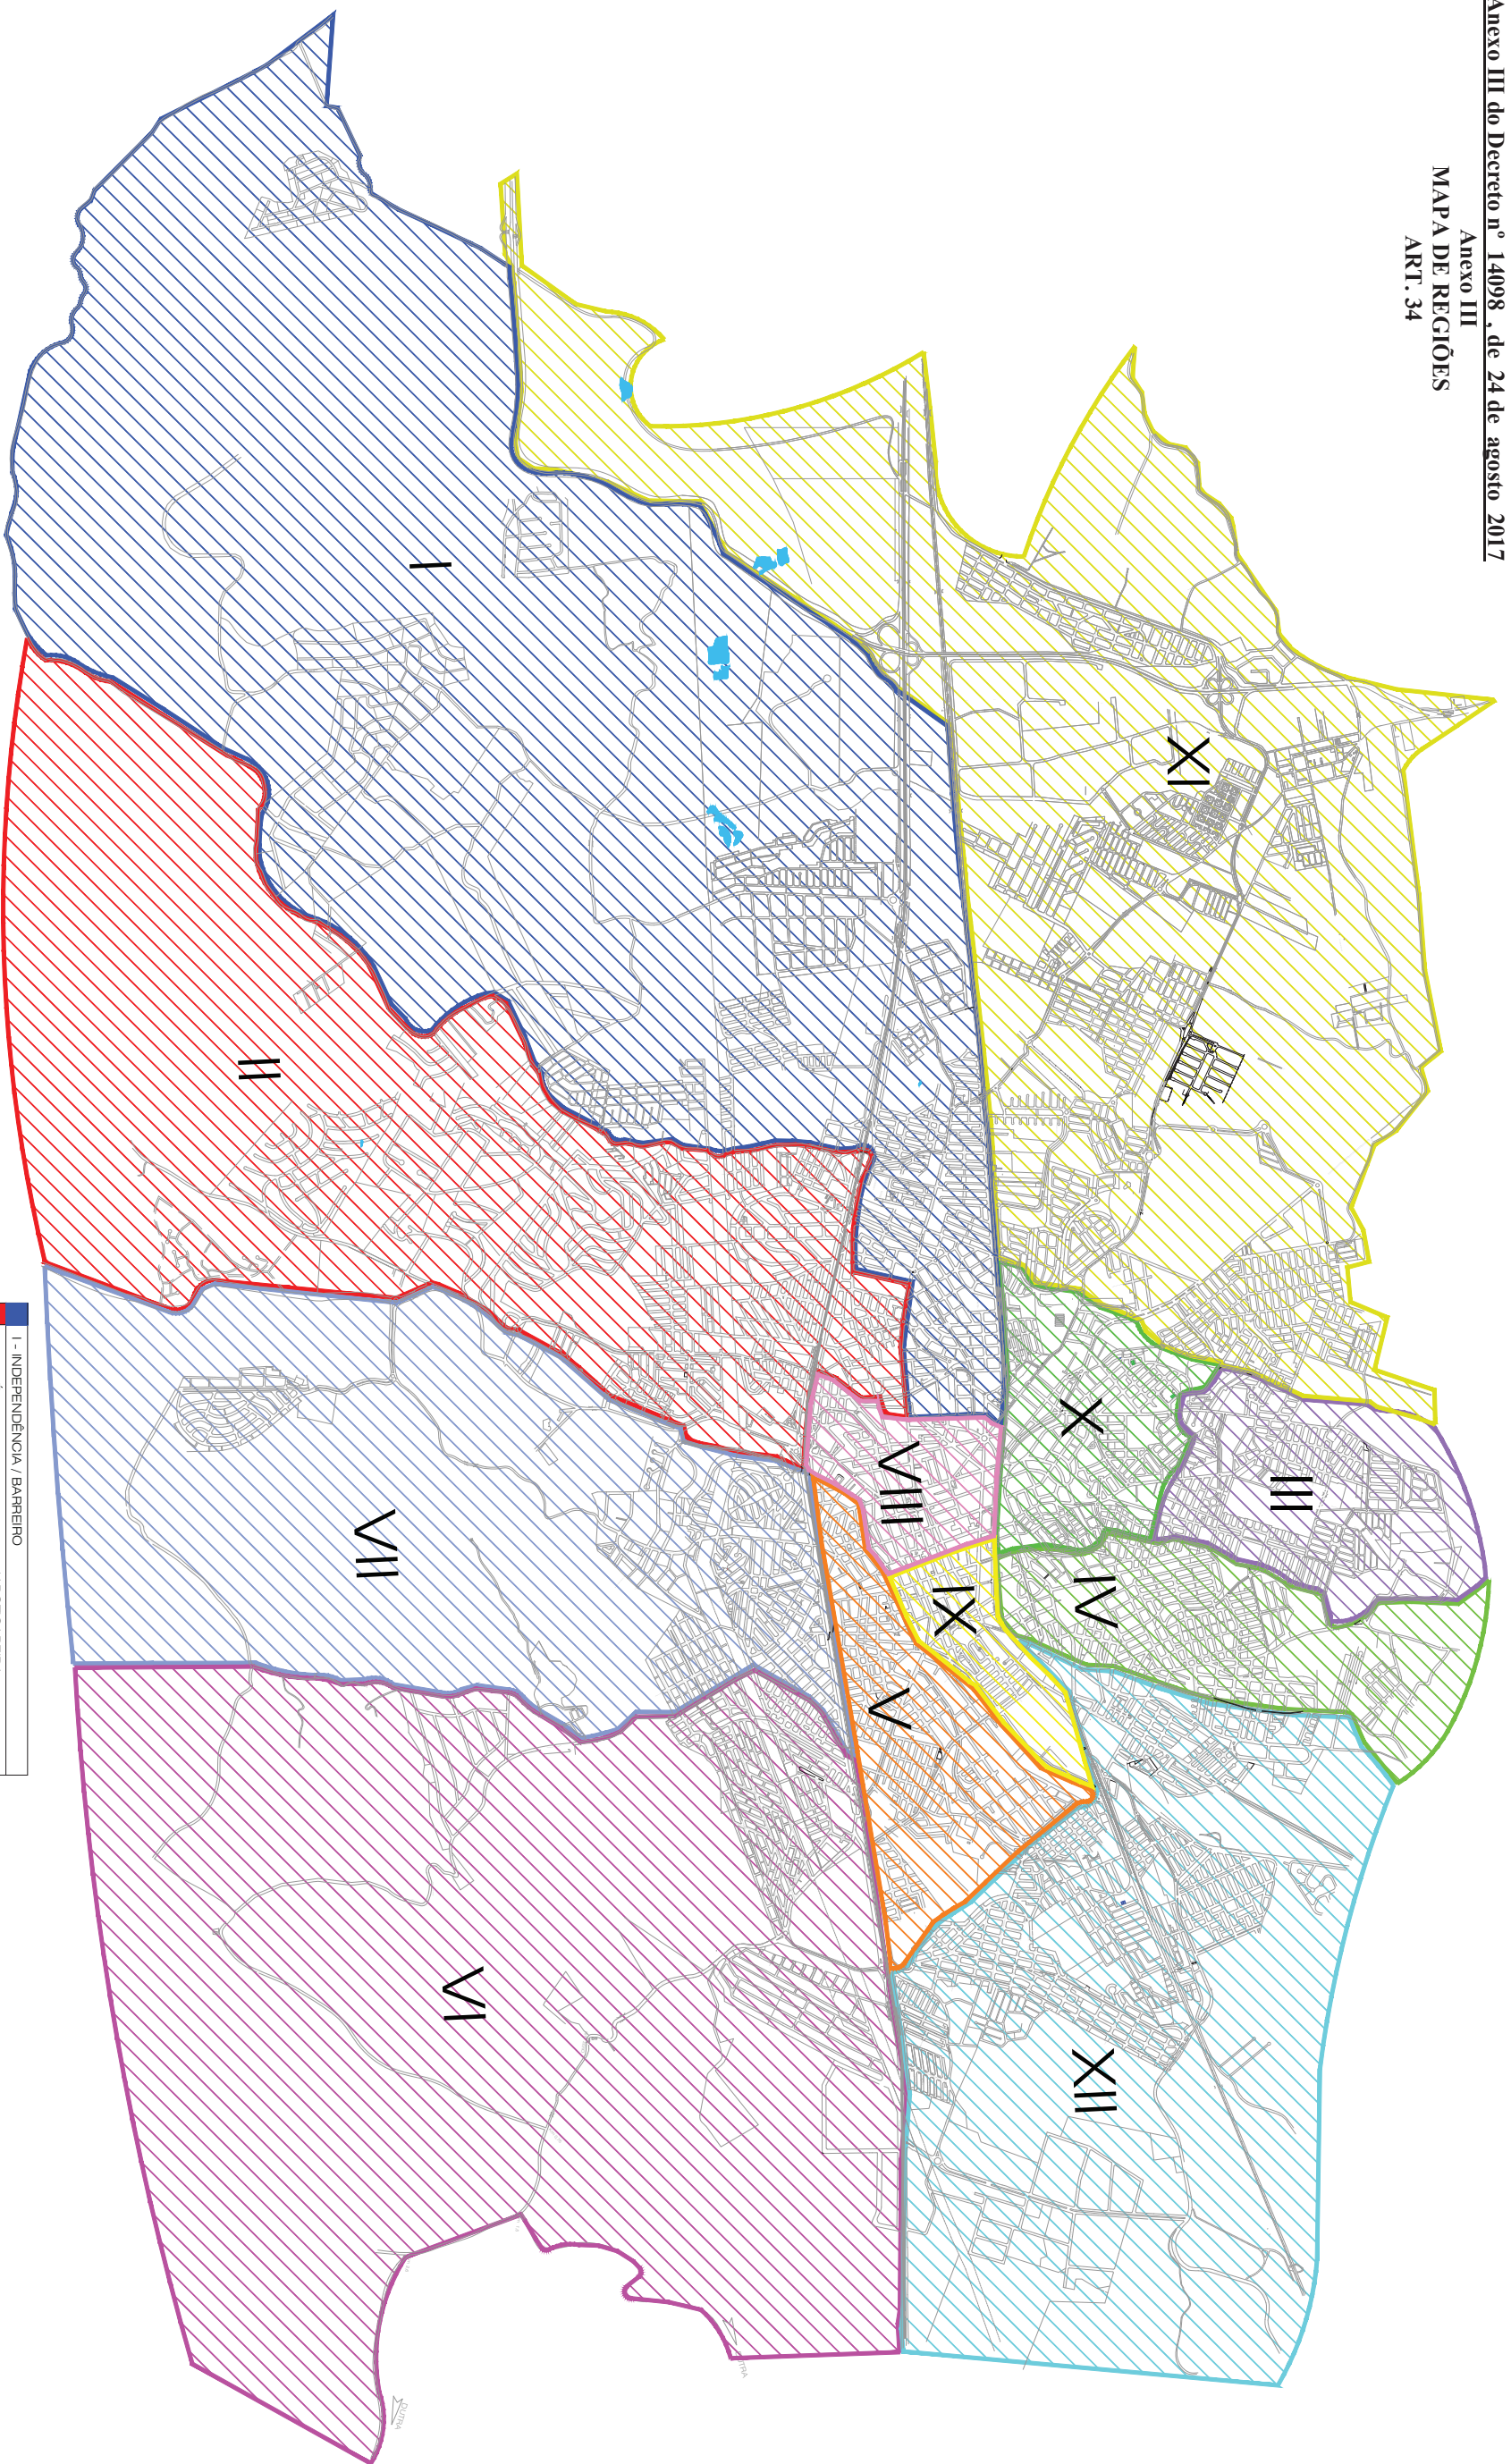 Anexo III do Decreto nº 14098 , de 24 de agosto 2017
Anexo III
MAPA DE REGIÕES
ART. 34
XI
III
X
IV
XII
IX
VIII
V
I
VII
VI
II
DUTRA
I - INDEPENDÊNCIA / BARREIRO